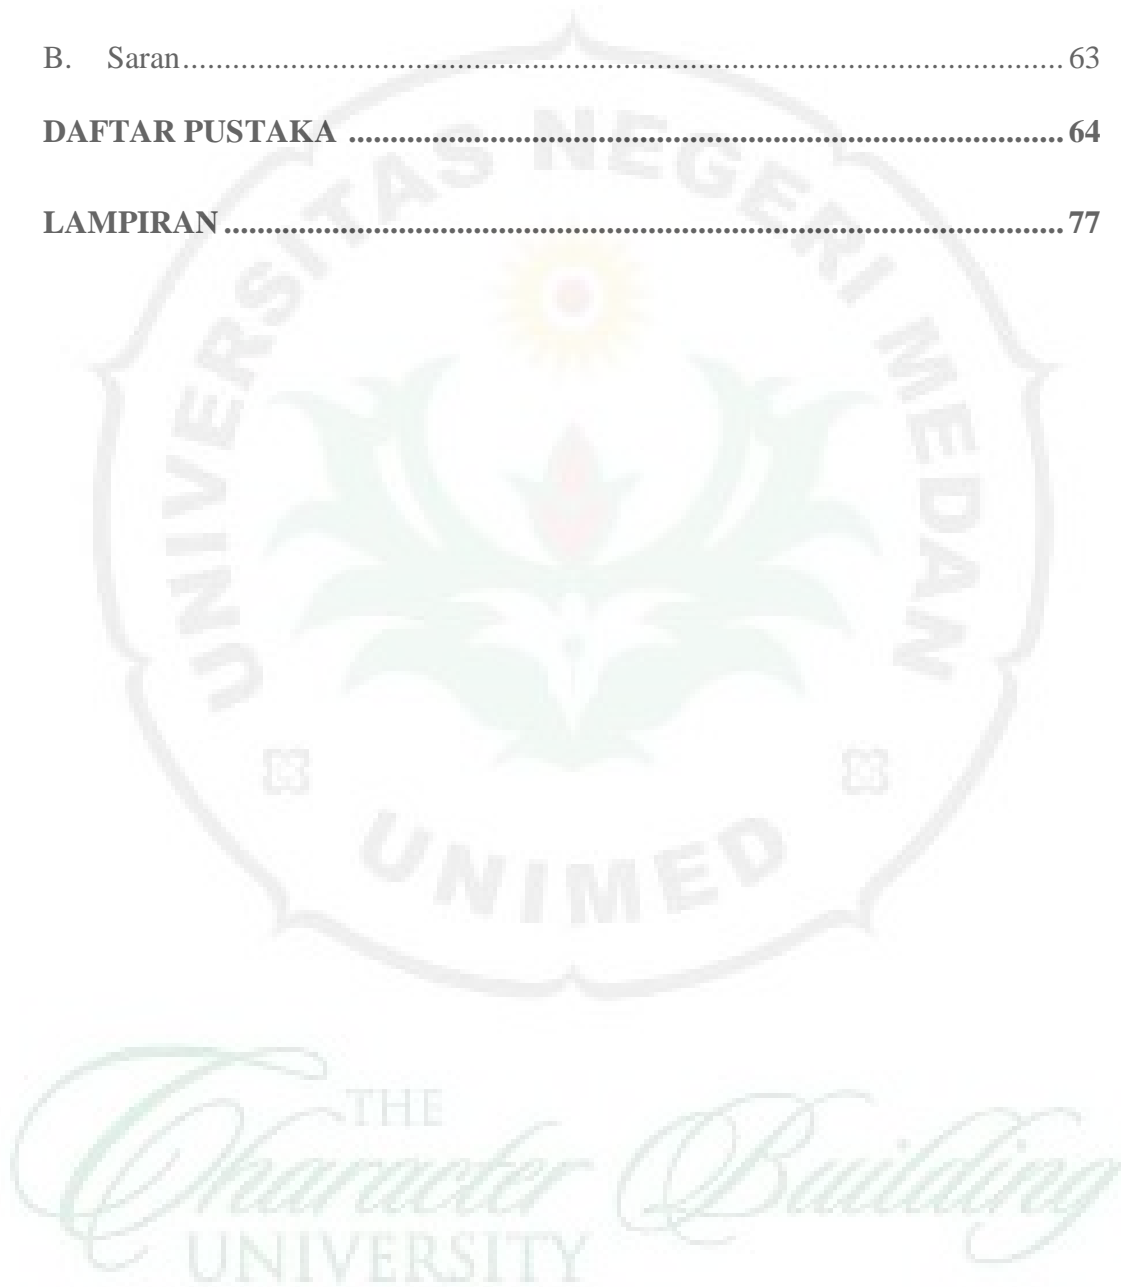 B. Saran............................................................................................................ 63
DAFTAR PUSTAKA ....................................................................................... 64
LAMPIRAN...................................................................................................... 77
UNIVERSITAS NEGERI MEDAN
UNIMED
THE
Character Building
UNIVERSITY